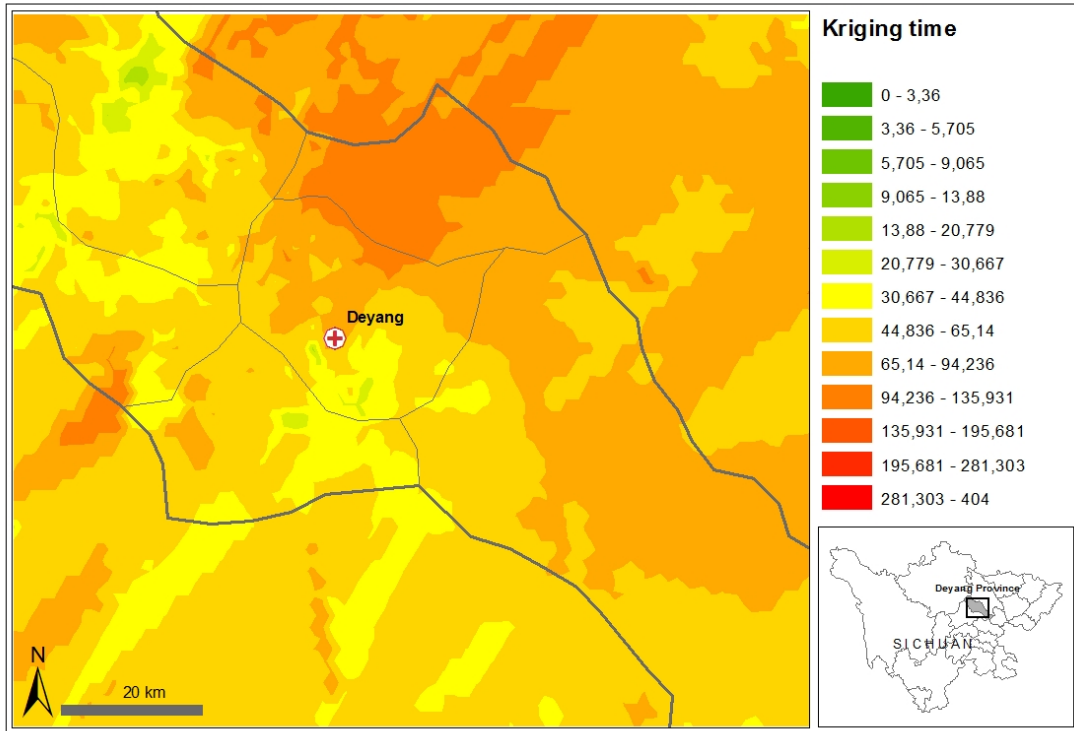 Kriging time
0 - 3,36
3,36 - 5,705
5,705 - 9,065
9,065 - 13,88
13,88 - 20,779
20,779 - 30,667
30,667 - 44,836
44,836 - 65,14
65,14 - 94,236
94,236 - 135,931
135,931 - 195,681
195,681 - 281,303
281,303 - 404
Deyang
N
20 km
Deyang Province
SICHUAN